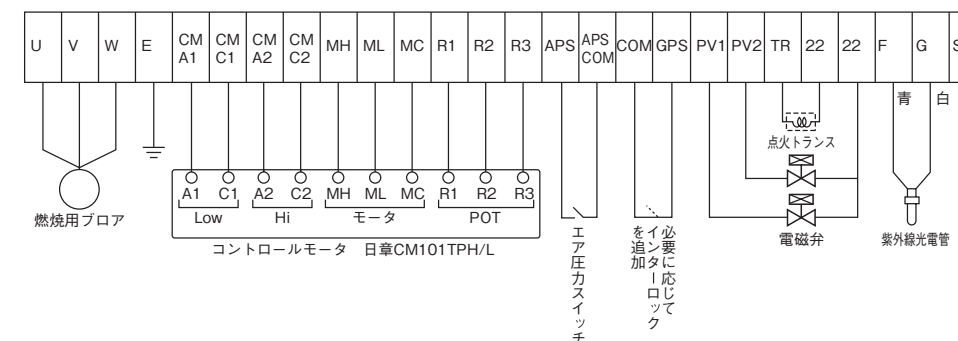 U V W E CM A1 CM C1 CM A2 CM C2 MH ML MC R1 R2 R3 APS APS COM COM GPS PV1 PV2 TR 22 22 F G S
青 白
点火トランス
A1 C1 A2 C2 MH ML MC R1 R2 R3
Low Hi モータ POT
燃焼用ブロア
コントロールモータ 日章CM101TPH/L
エア圧力スイッチ
必要に応じて
インターロック
を追加
電磁弁
紫外線光電管